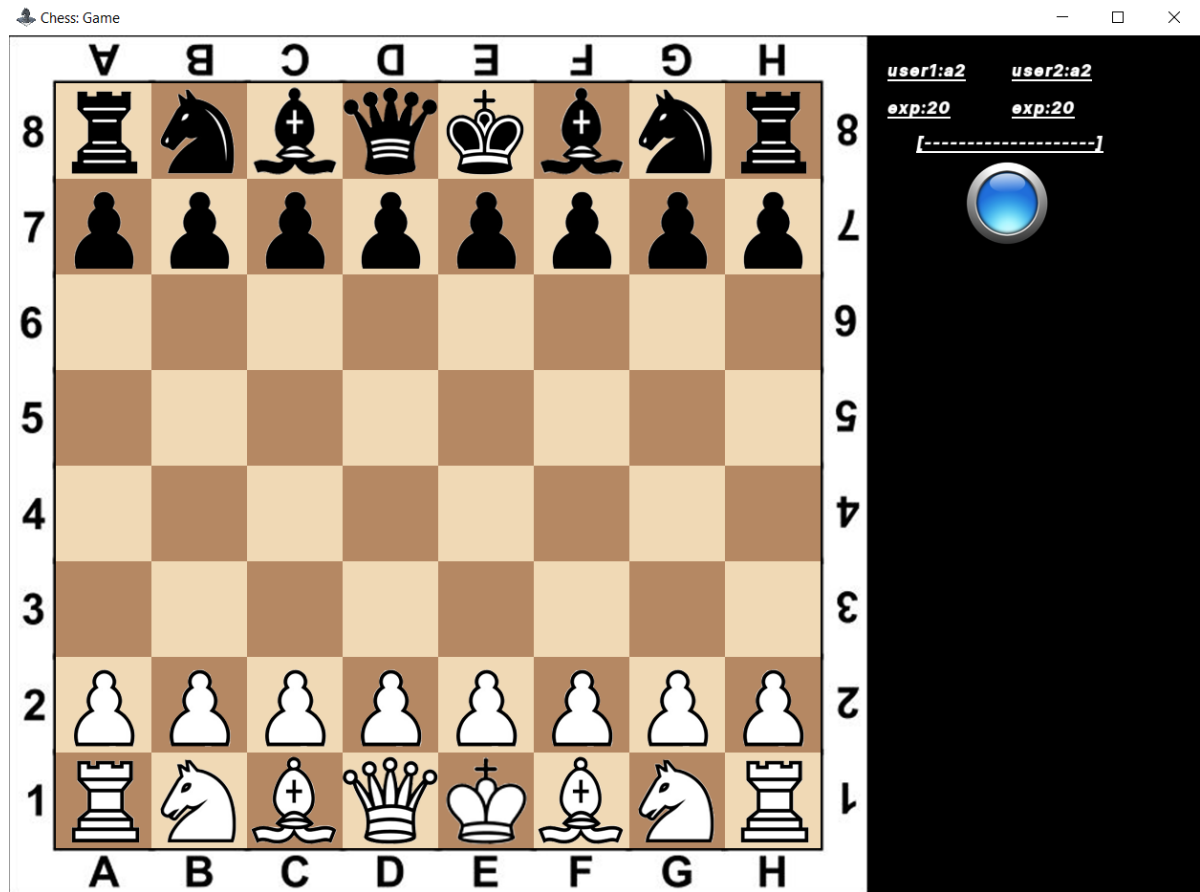 Chess: Game
A B C D E F G H
8 8
7 7
6 6
5 5
4 4
3 3
2 2
1 1
A B C D E F G H
user1:a2 user2:a2
exp:20 exp:20
[--------------------]